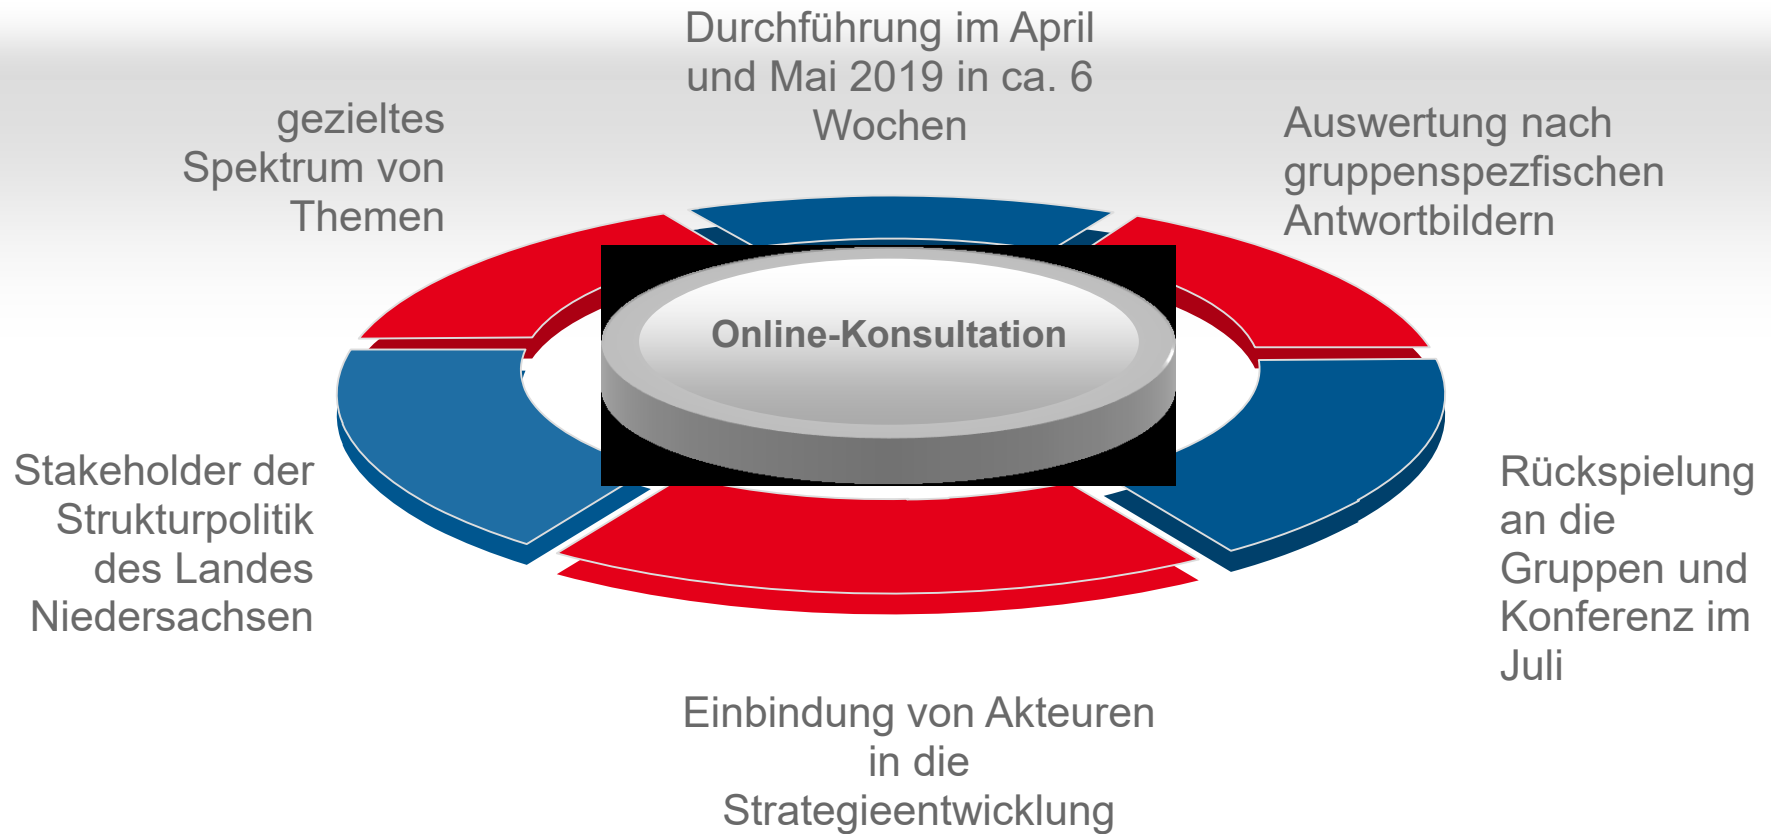 Durchführung im April
und Mai 2019 in ca. 6
Wochen
gezieltes
Spektrum von
Themen
Auswertung nach
gruppenspezfischen
Antwortbildern
Online-Konsultation
Stakeholder der
Strukturpolitik
des Landes
Niedersachsen
Rückspielung
an die
Gruppen und
Konferenz im
Juli
Einbindung von Akteuren
in die
Strategieentwicklung